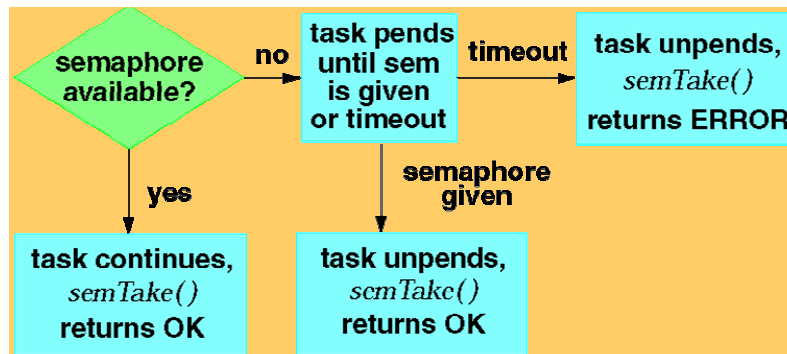 semaphore
available?
no
task pends
until sem
is given
or timeout
timeout
task unpends,
semTake()
returns ERROR
yes
semaphore
given
task continues,
semTake()
returns OK
task unpends,
semTake()
returns OK